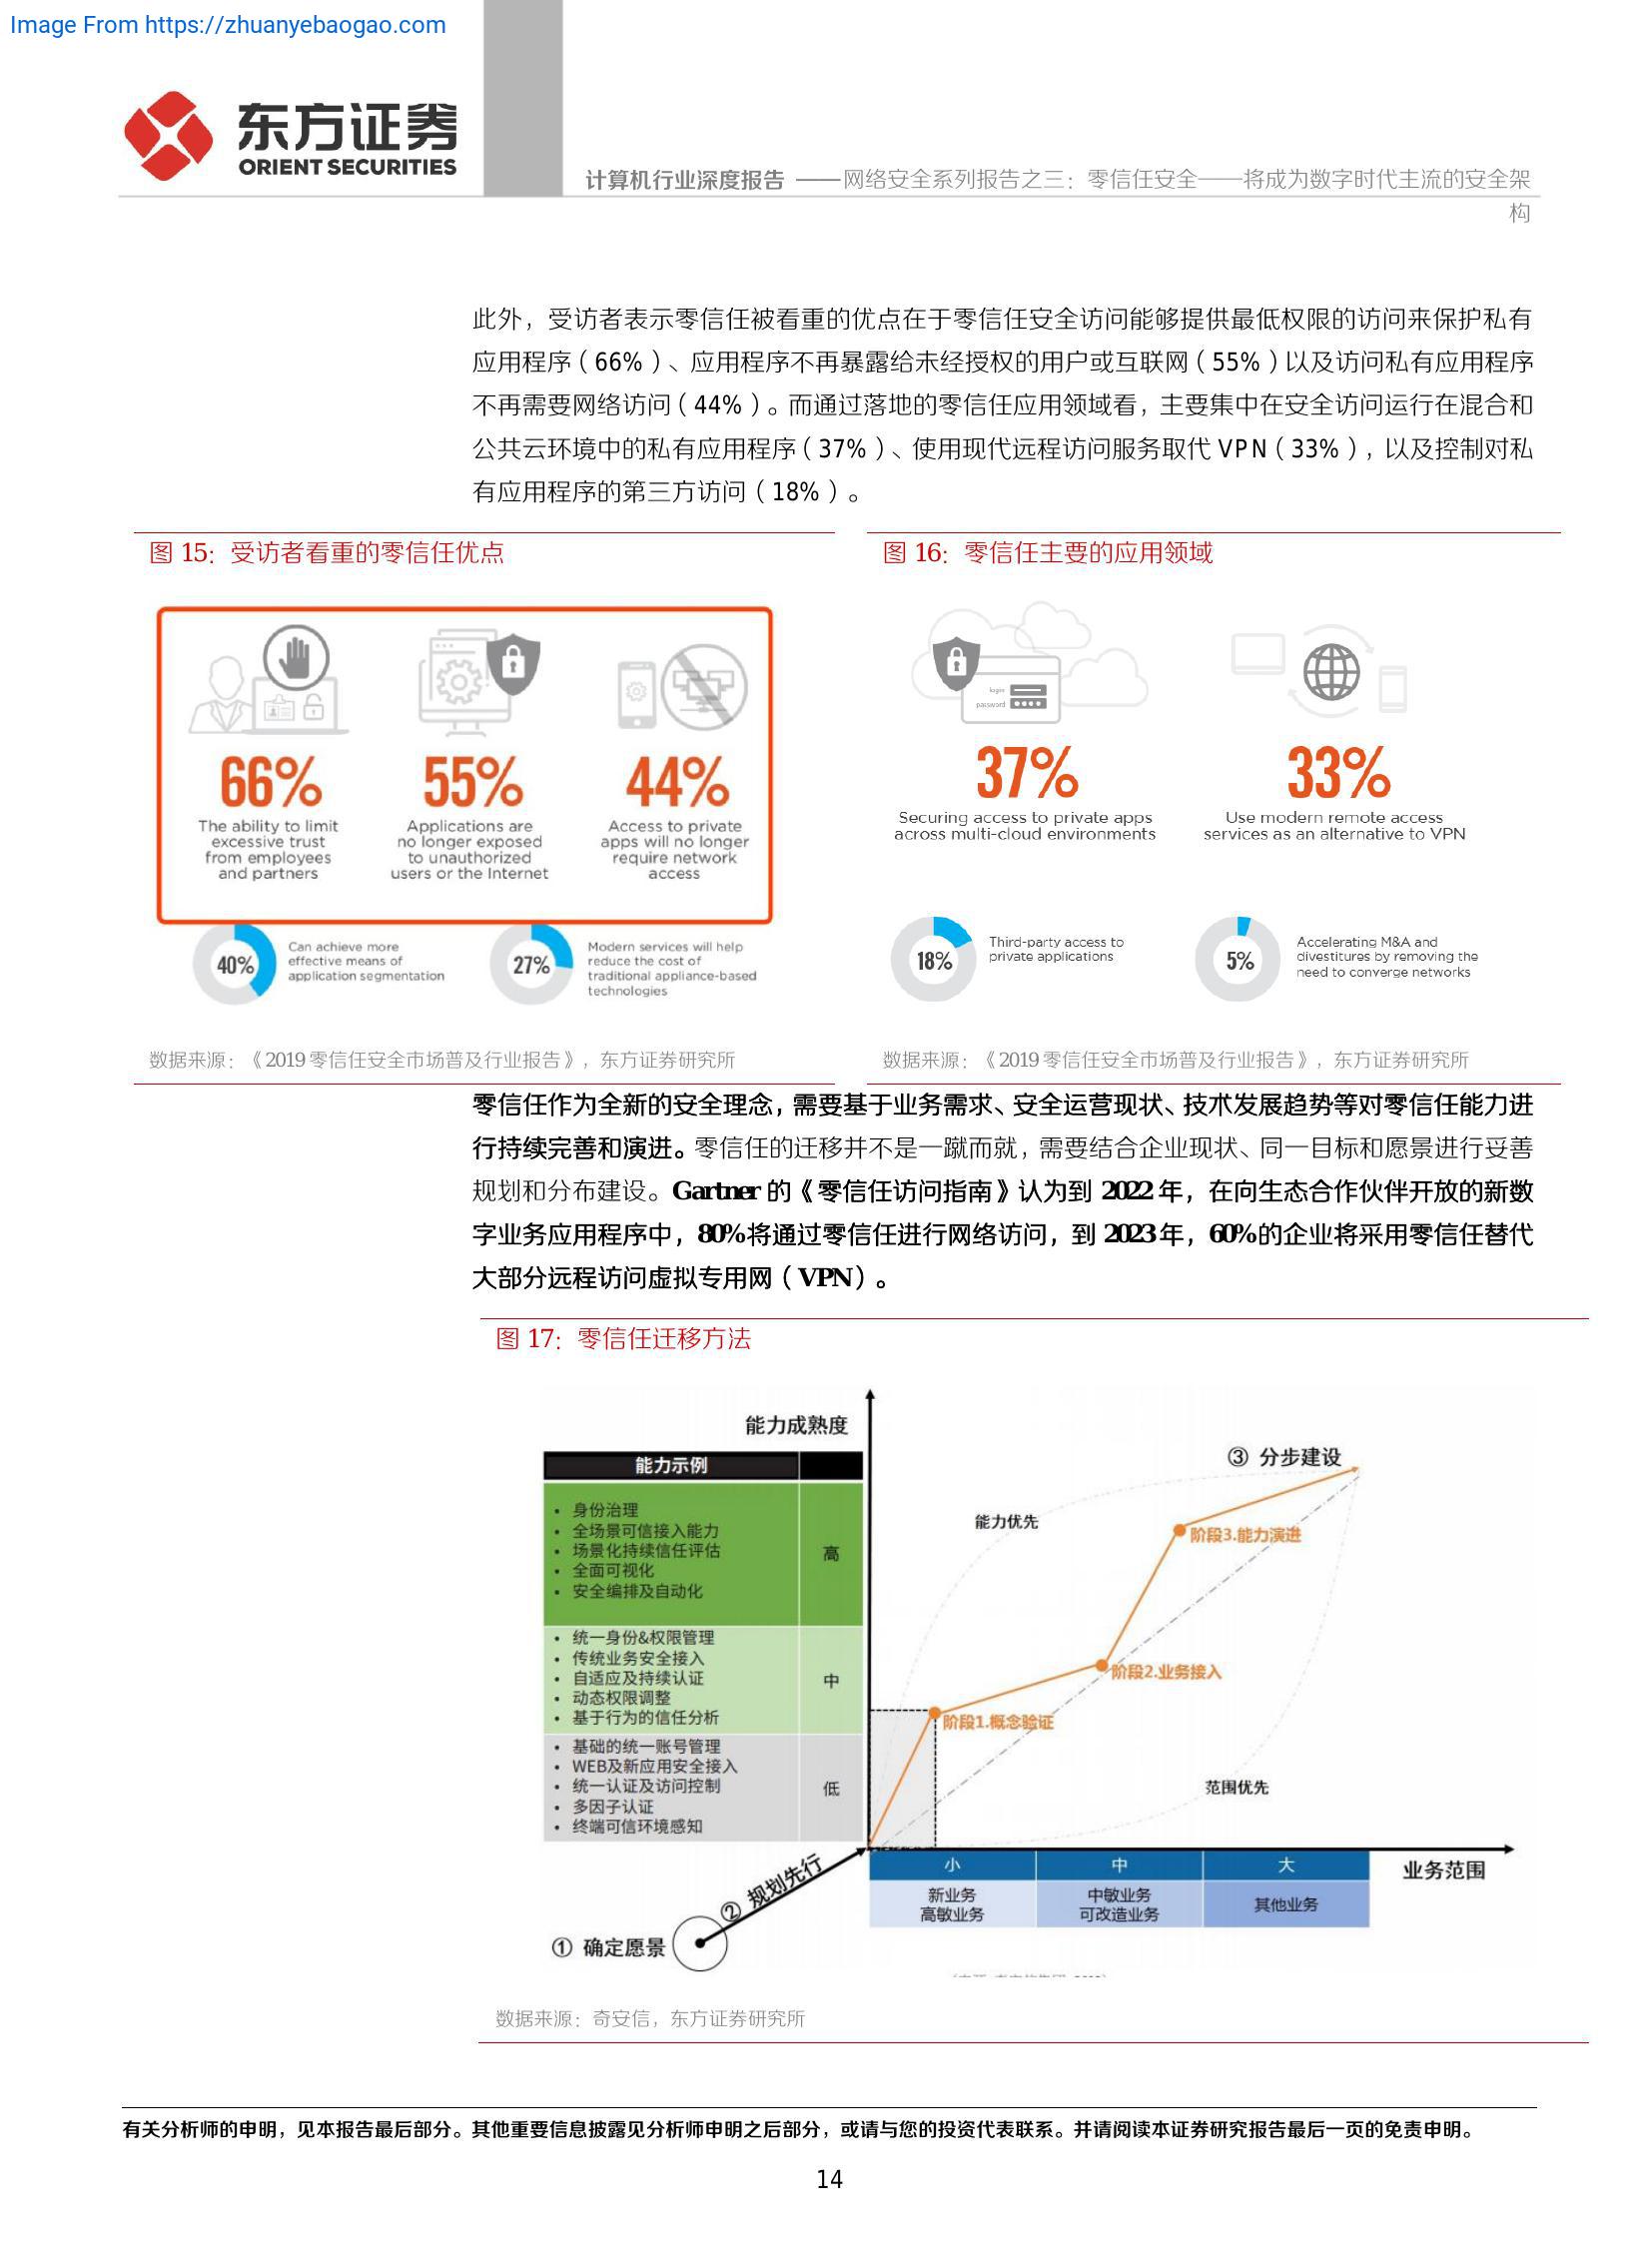 Image From https://zhuanyebaogao.com
东方证券
ORIENT SECURITIES
计算机行业深度报告 ——网络安全系列报告之三：零信任安全——将成为数字时代主流的安全架
构
此外，受访者表示零信任被看重的优点在于零信任安全访问能够提供最低权限的访问来保护私有
应用程序（66%）、应用程序不再暴露给未经授权的用户或互联网（55%）以及访问私有应用程序
不再需要网络访问（44%）。而通过落地的零信任应用领域看，主要集中在安全访问运行在混合和
公共云环境中的私有应用程序（37%）、使用现代远程访问服务取代 VPN（33%），以及控制对私
有应用程序的第三方访问（18%）。
图 15：受访者看重的零信任优点
66%
The ability to limit
excessive trust
from employees
and partners
55%
Applications are
no longer exposed
to unauthorized
users or the Internet
44%
Access to private
apps will no longer
require network
access
40%
Can achieve more
effective means of
application segmentation
27%
Modern services will help
reduce the cost of
traditional appliance-based
technologies
数据来源：《2019 零信任安全市场普及行业报告》，东方证券研究所
图 16：零信任主要的应用领域
password
37%
Securing access to private apps
across multi-cloud environments
33%
Use modern remote access
services as an alternative to VPN
18%
Third-party access to
private applications
5%
Accelerating M&A and
divestitures by removing the
need to converge networks
数据来源：《2019 零信任安全市场普及行业报告》，东方证券研究所
零信任作为全新的安全理念，需要基于业务需求、安全运营现状、技术发展趋势等对零信任能力进
行持续完善和演进。零信任的迁移并不是一蹴而就，需要结合企业现状、同一目标和愿景进行妥善
规划和分布建设。Gartner 的《零信任访问指南》认为到 2022 年，在向生态合作伙伴开放的新数
字业务应用程序中，80%将通过零信任进行网络访问，到 2023 年，60%的企业将采用零信任替代
大部分远程访问虚拟专用网（VPN）。
图 17：零信任迁移方法
能力成熟度
能力示例
• 身份治理
• 全场景可信接入能力
• 场景化持续信任评估
• 全面可视化
• 安全编排及自动化
高
• 统一身份&权限管理
• 传统业务安全接入
• 自适应及持续认证
• 动态权限调整
• 基于行为的信任分析
中
• 基础的统一账号管理
• WEB及新应用安全接入
• 统一认证及访问控制
• 多因子认证
• 终端可信环境感知
低
③ 分步建设
能力优先
阶段3.能力演进
阶段2.业务接入
阶段1.概念验证
范围优先
小
中
大
业务范围
新业务
高敏业务
中敏业务
可改造业务
其他业务
② 规划先行
① 确定愿景
数据来源：奇安信，东方证券研究所
有关分析师的申明，见本报告最后部分。其他重要信息披露见分析师申明之后部分，或请与您的投资代表联系。并请阅读本证券研究报告最后一页的免责申明。
14